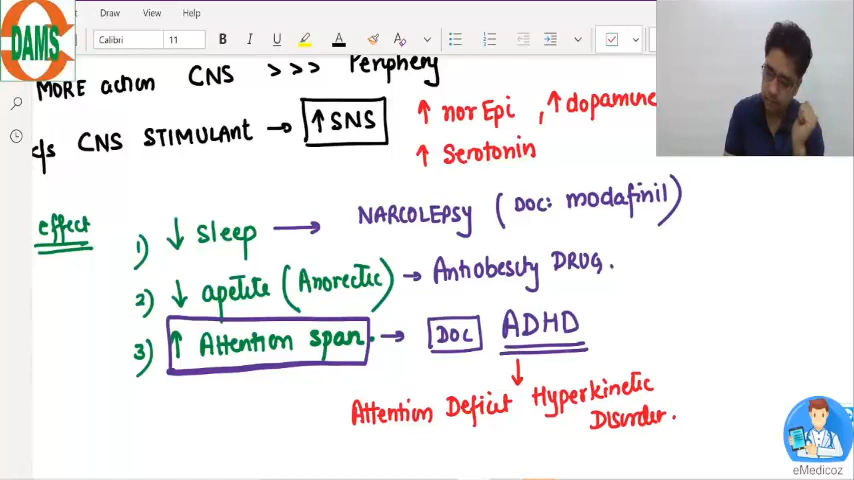 Draw View Help
DAMS
Calibri 11 B I U A A
MORE action CNS >>> Periphery
c/s CNS STIMULANT → ↑ SNS
↑ norEpi , ↑ dopamine
↑ Serotonin
effect
1) ↓ sleep → NARCOLEPSY (DOC: modafinil)
2) ↓ apetite (Anorectic) → Antiobesity DRUG.
3) ↑ Attention span. → DOC ADHD
↓
Attention Deficit Hyperkinetic
Disorder.
eMedicoz